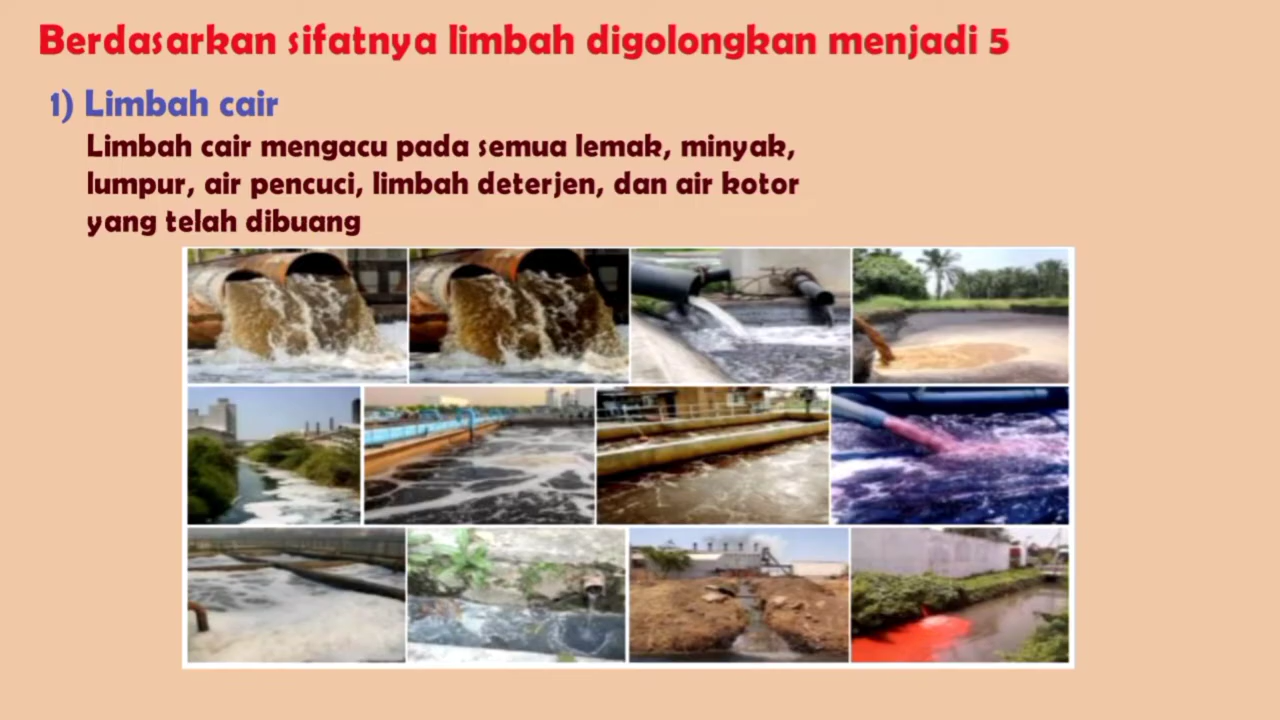 Berdasarkan sifatnya limbah digolongkan menjadi 5
1) Limbah cair
Limbah cair mengacu pada semua lemak, minyak,
lumpur, air pencuci, limbah deterjen, dan air kotor
yang telah dibuang